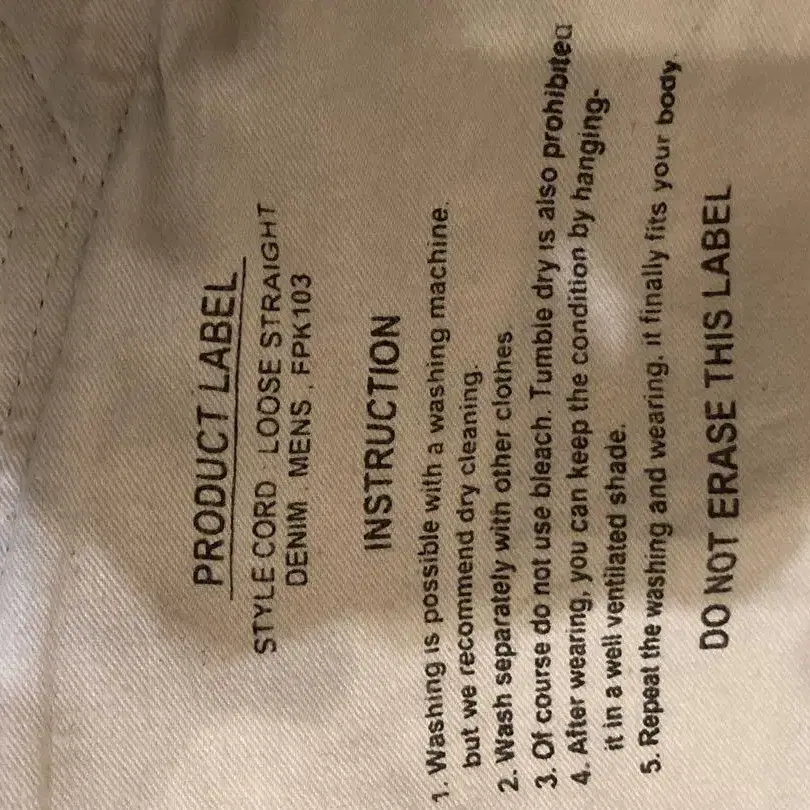 PRODUCT LABEL
STYLE CORD : LOOSE STRAIGHT
DENIM , MENS , FPK103
INSTRUCTION
1. Washing is possible with a washing machine.
but we recommend dry cleaning.
2. Wash separately with other clothes
3. Of course do not use bleach. Tumble dry is also prohibited
4. After wearing, you can keep the condition by hanging-
it in a well ventilated shade.
5. Repeat the washing and wearing. it finally fits your body.
DO NOT ERASE THIS LABEL